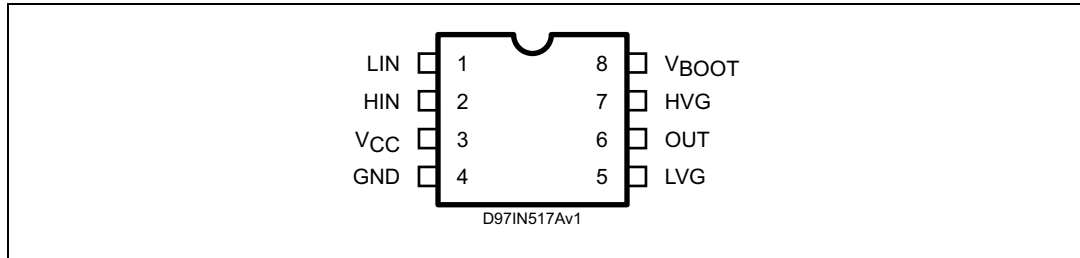 LIN 1 8 VBOOT
HIN 2 7 HVG
VCC 3 6 OUT
GND 4 5 LVG
D97IN517Av1